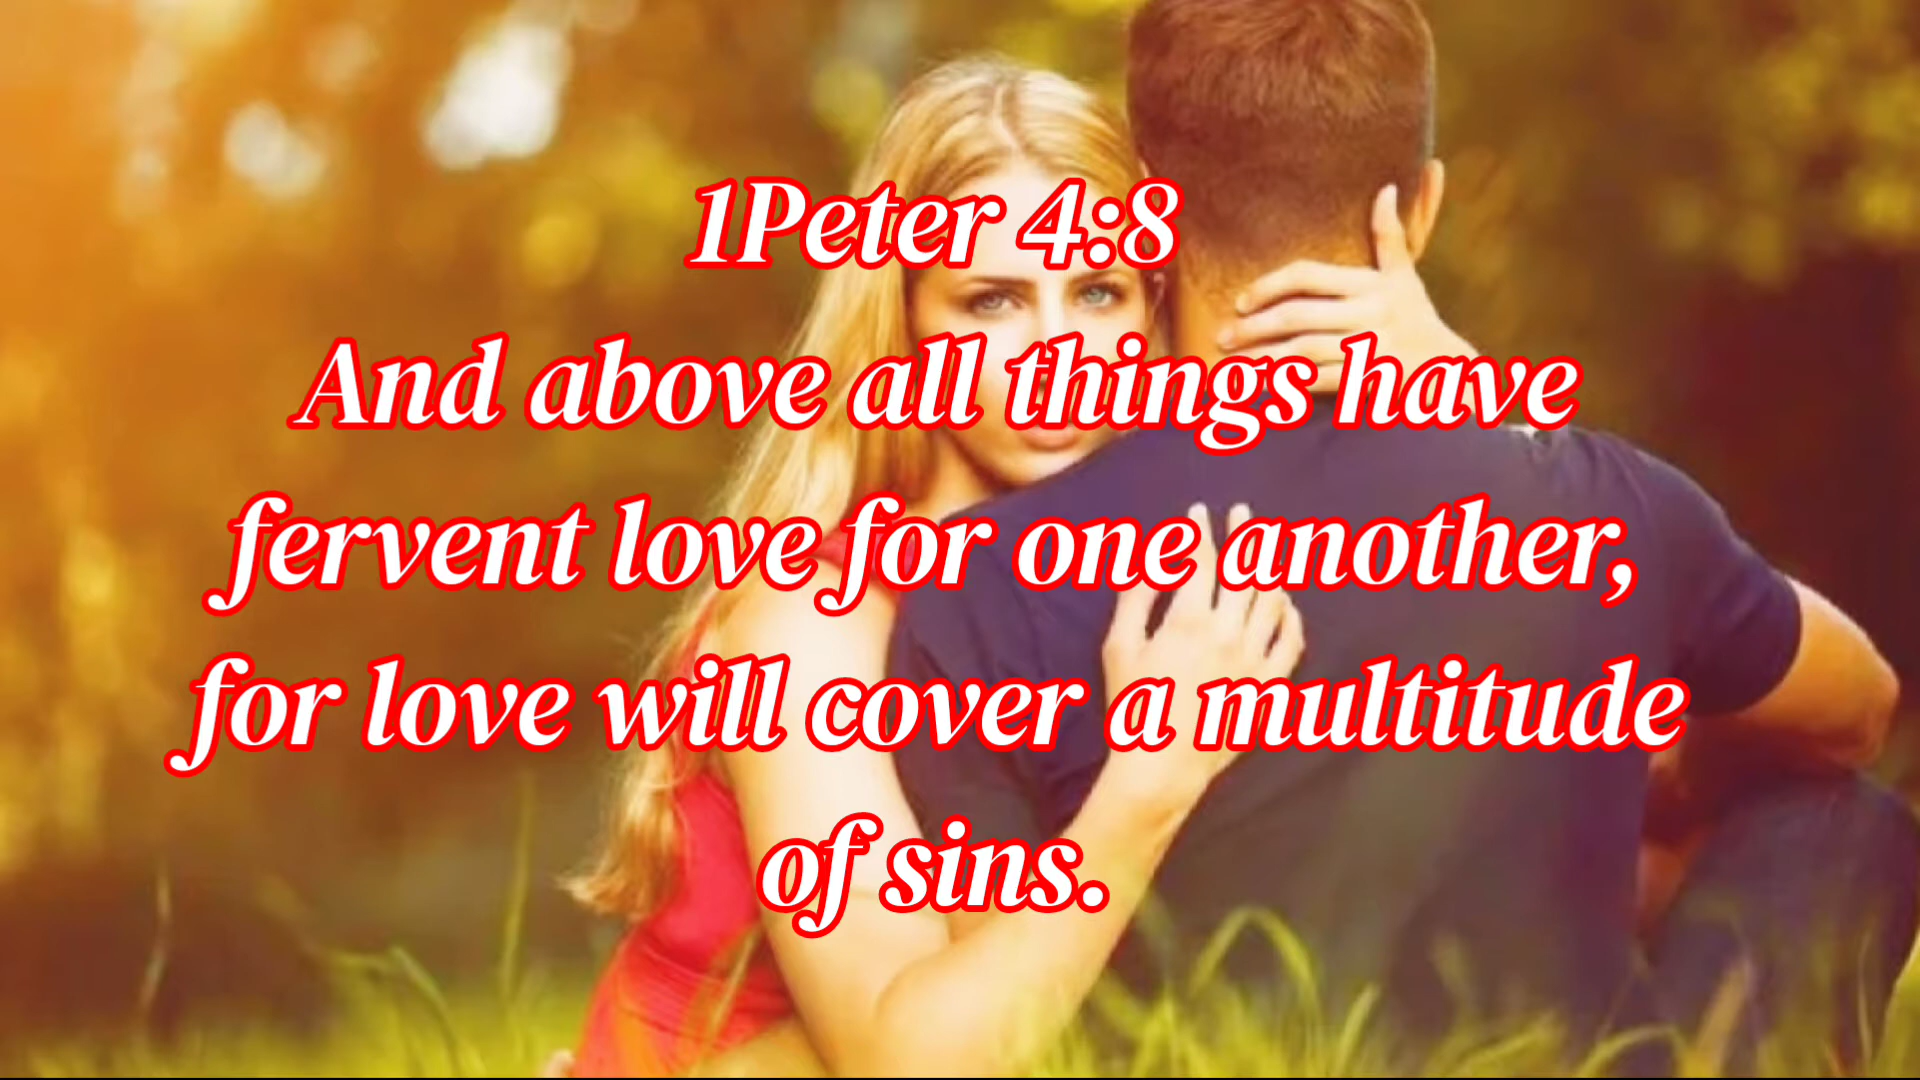 1Peter 4:8
And above all things have
fervent love for one another,
for love will cover a multitude
of sins.